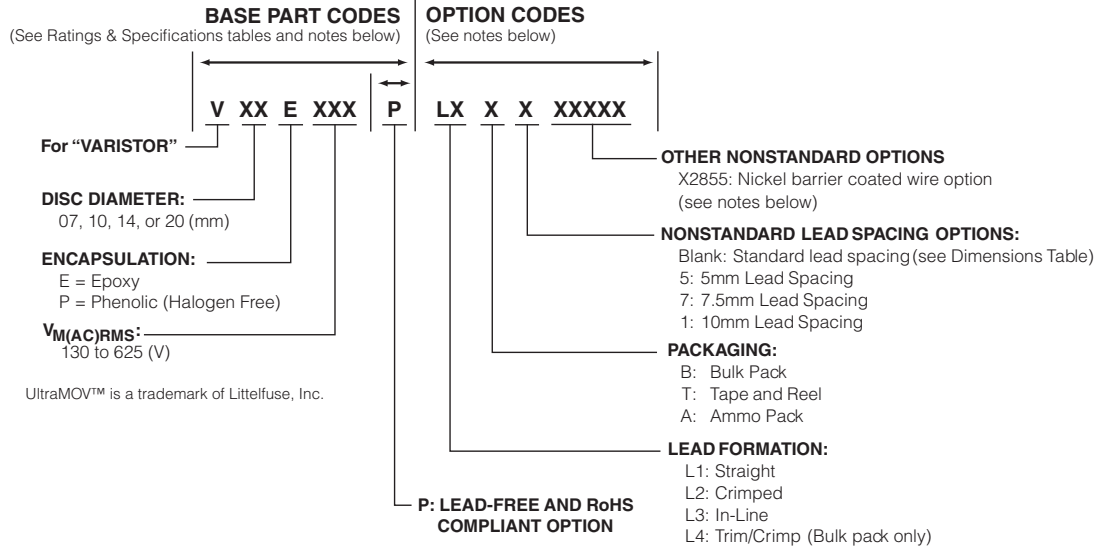 BASE PART CODES
(See Ratings & Specifications tables and notes below)
OPTION CODES
(See notes below)
V XX E XXX P LX X X XXXXX
For “VARISTOR”
DISC DIAMETER:
07, 10, 14, or 20 (mm)
ENCAPSULATION:
E = Epoxy
P = Phenolic (Halogen Free)
VM(AC)RMS:
130 to 625 (V)
UltraMOV™ is a trademark of Littelfuse, Inc.
OTHER NONSTANDARD OPTIONS
X2855: Nickel barrier coated wire option
(see notes below)
NONSTANDARD LEAD SPACING OPTIONS:
Blank: Standard lead spacing (see Dimensions Table)
5: 5mm Lead Spacing
7: 7.5mm Lead Spacing
1: 10mm Lead Spacing
PACKAGING:
B: Bulk Pack
T: Tape and Reel
A: Ammo Pack
LEAD FORMATION:
L1: Straight
L2: Crimped
L3: In-Line
L4: Trim/Crimp (Bulk pack only)
P: LEAD-FREE AND RoHS
COMPLIANT OPTION